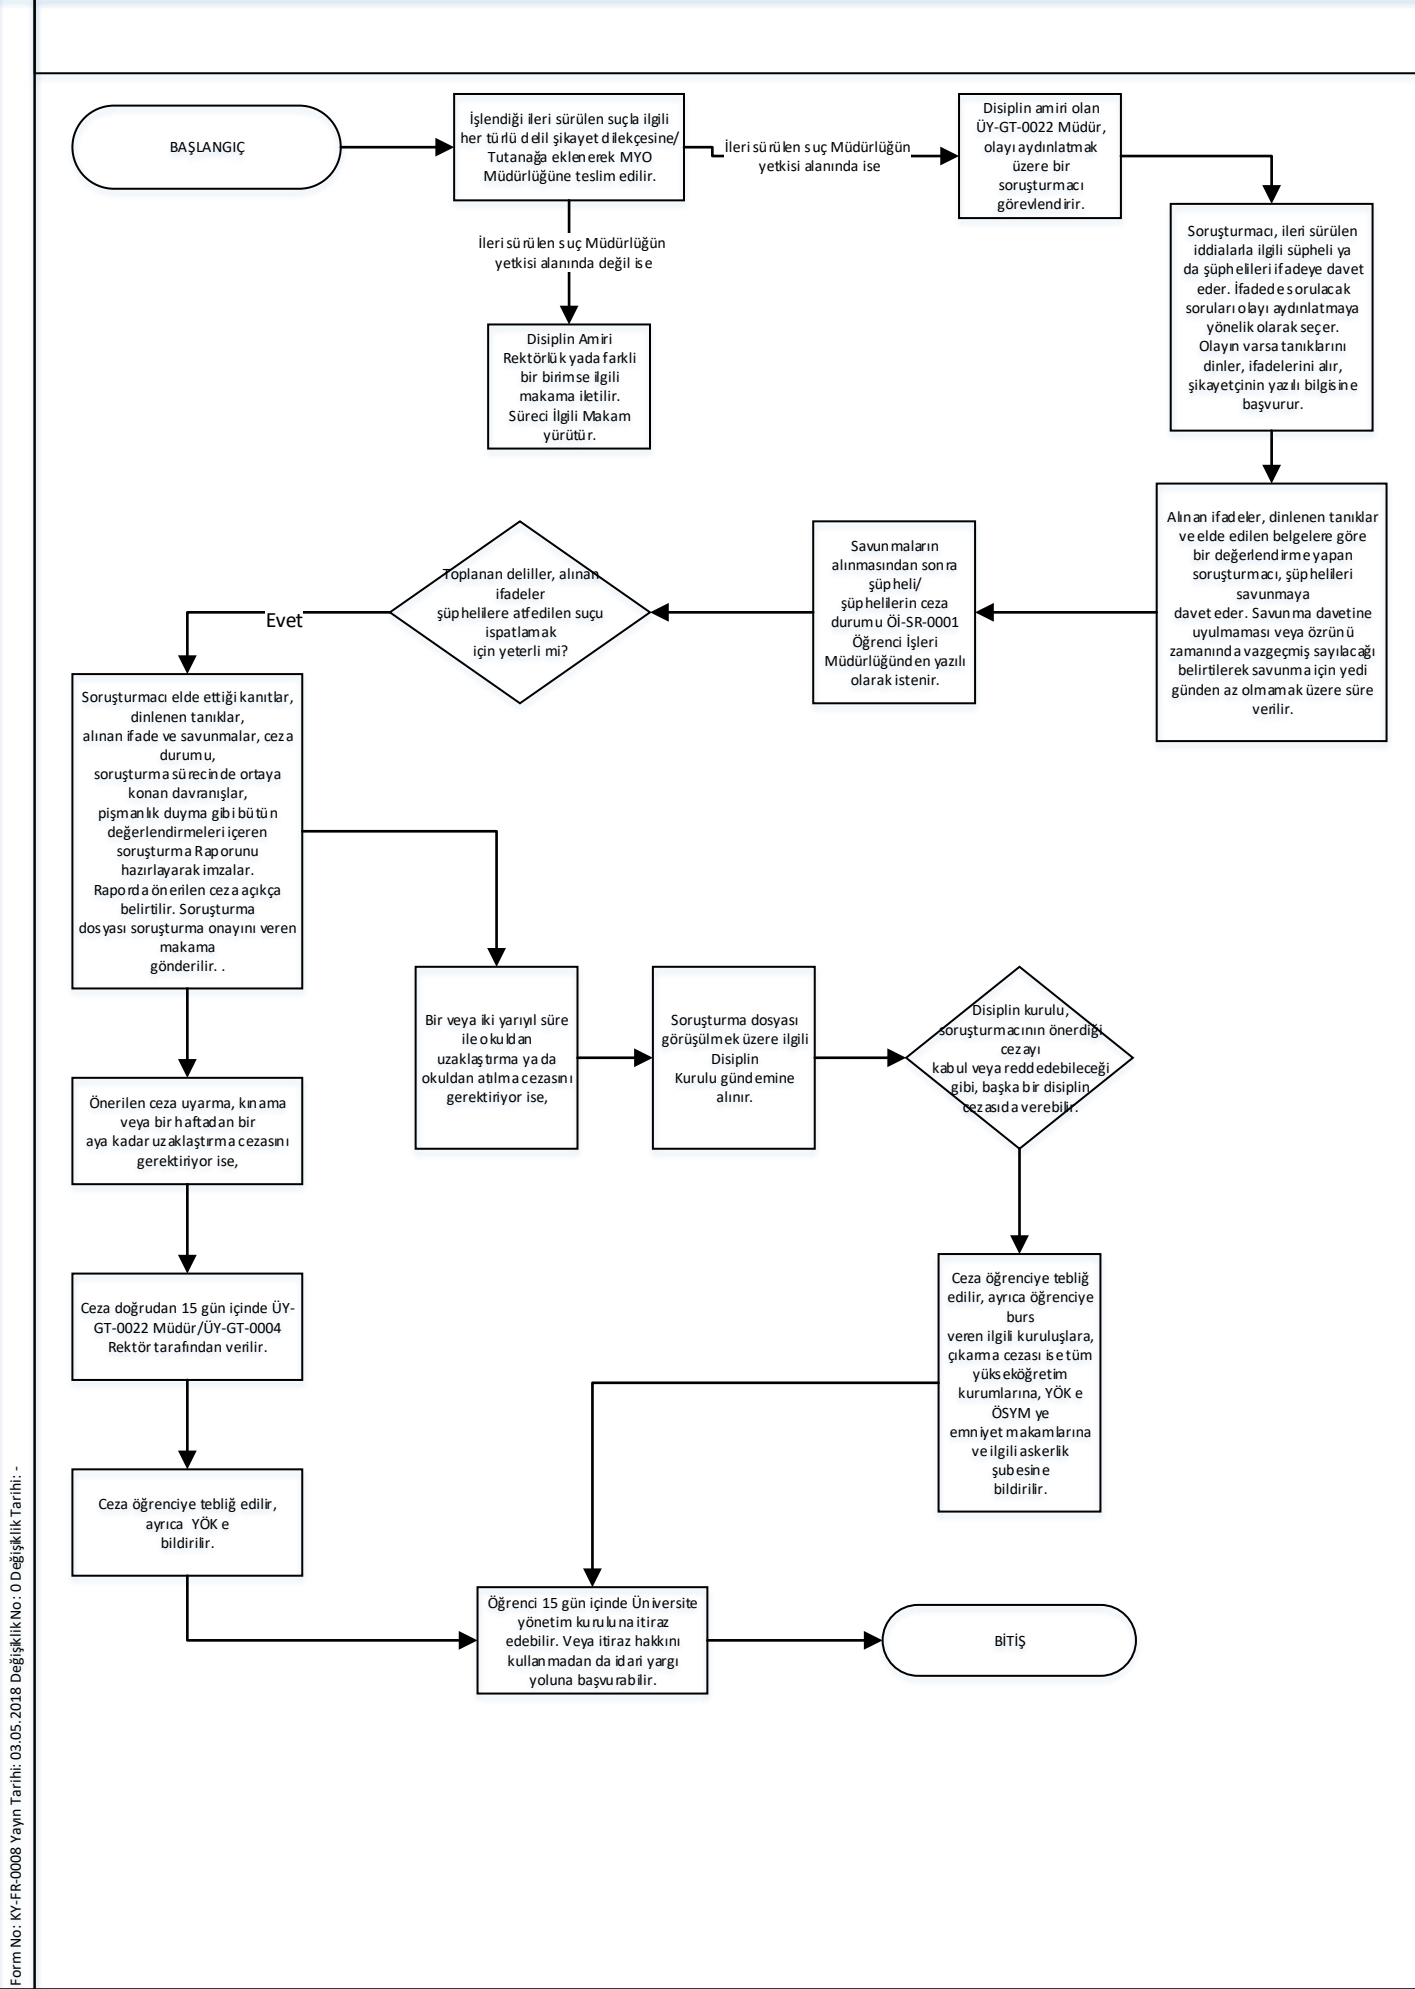 BAŞLANGIÇ
İşlendiği ileri sürülen suçla ilgili
her türlü delil şikayet dilekçesine/
Tutanağa eklenerek MYO
Müdürlüğüne teslim edilir.
İleri sürülen suç Müdürlüğün
yetkisi alanında ise
Disiplin amiri olan
ÜY-GT-0022 Müdür,
olayı aydınlatmak
üzere bir
soruşturmacı
görevlendirir.
İleri sürülen suç Müdürlüğün
yetkisi alanında değil ise
Disiplin Amiri
Rektörlük yada farkli
bir birimse ilgili
makama iletilir.
Süreci İlgili Makam
yürütür.
Soruşturmacı, ileri sürülen
iddialarla ilgili süpheli ya
da şüphelileri ifadeye davet
eder. İfadede sorulacak
soruları olayı aydınlatmaya
yönelik olarak seçer.
Olayın varsa tanıklarını
dinler, ifadelerini alır,
şikayetçinin yazılı bilgisine
başvurur.
Alınan ifadeler, dinlenen tanıklar
ve elde edilen belgelere göre
bir değerlendirme yapan
soruşturmacı, şüphelileri
savunmaya
davet eder. Savunma davetine
uyulmaması veya özrünü
zamanında vazgeçmiş sayılacağı
belirtilerek savunma için yedi
günden az olmamak üzere süre
verilir.
Savunmaların
alınmasından sonra
şüpheli/
şüphelilerin ceza
durumu Öİ-SR-0001
Öğrenci İşleri
Müdürlüğünden yazılı
olarak istenir.
Toplanan deliller, alınan
ifadeler
şüphelilere atfedilen suçu
ispatlamak
için yeterli mi?
Evet
Soruşturmacı elde ettiği kanıtlar,
dinlenen tanıklar,
alınan ifade ve savunmalar, ceza
durumu,
soruşturma sürecinde ortaya
konan davranışlar,
pişmanlık duyma gibi bütün
değerlendirmeleri içeren
soruşturma Raporunu
hazırlayarak imzalar.
Raporda önerilen ceza açıkça
belirtilir. Soruşturma
dosyası soruşturma onayını veren
makama
gönderilir. .
Bir veya iki yarıyıl süre
ile okuldan
uzaklaştırma ya da
okuldan atılma cezasını
gerektiriyor ise,
Soruşturma dosyası
görüşülmek üzere ilgili
Disiplin
Kurulu gündemine
alınır.
Disiplin kurulu,
soruşturmacının önerdiği
cezayı
kabul veya reddedebileceği
gibi, başka bir disiplin
cezasıda verebilir.
Önerilen ceza uyarma, kınama
veya bir haftadan bir
aya kadar uzaklaştırma cezasını
gerektiriyor ise,
Ceza doğrudan 15 gün içinde ÜY-
GT-0022 Müdür/ÜY-GT-0004
Rektör tarafından verilir.
Ceza öğrenciye tebliğ
edilir, ayrıca öğrenciye
burs
veren ilgili kuruluşlara,
çıkarma cezası ise tüm
yükseköğretim
kurumlarına, YÖK e
ÖSYM ye
emniyet makamlarına
ve ilgili askerlik
şubesine
bildirilir.
Ceza öğrenciye tebliğ edilir,
ayrıca YÖK e
bildirilir.
Öğrenci 15 gün içinde Üniversite
yönetim kuruluna itiraz
edebilir. Veya itiraz hakkını
kullanmadan da idari yargı
yoluna başvurabilir.
BİTİŞ
Form No: KY-FR-0008 Yayın Tarihi: 03.05.2018 Değişiklik No: 0 Değişiklik Tarihi: -